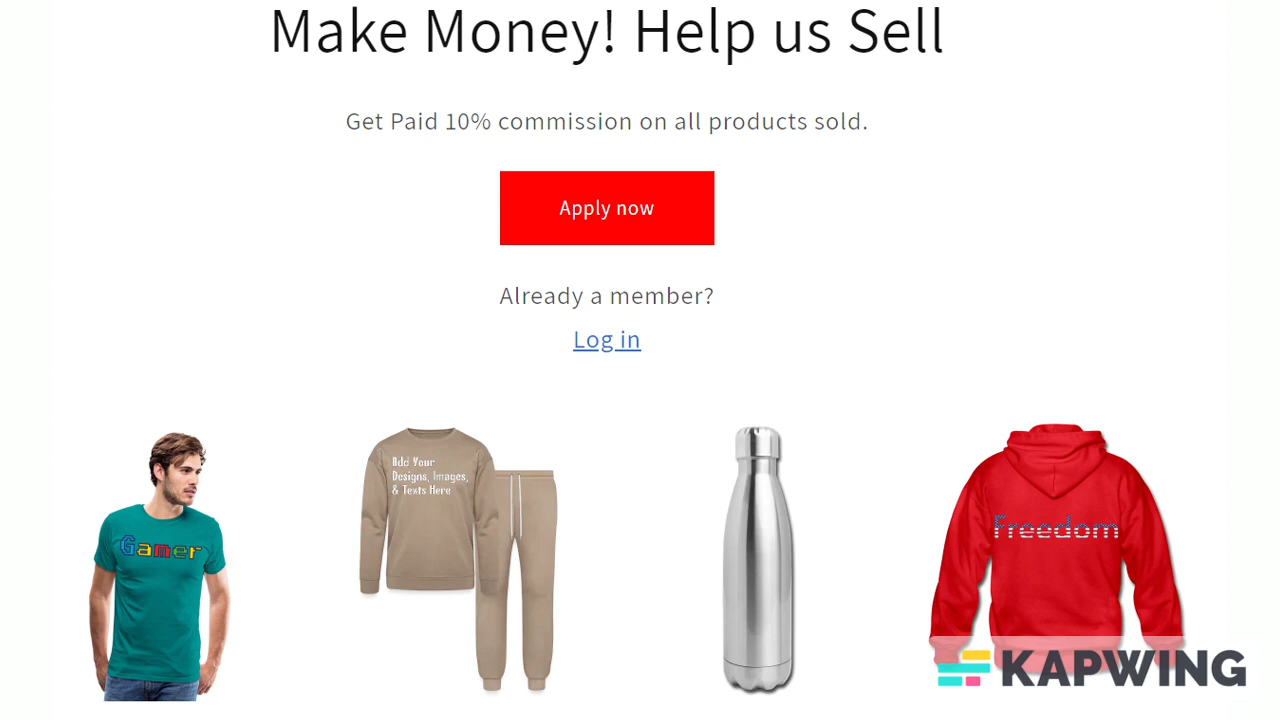 Make Money! Help us Sell
Get Paid 10% commission on all products sold.
Apply now
Already a member?
Log in
Gamer
Add Your
Designs, Images,
& Texts Here
Freedom
KAPWING